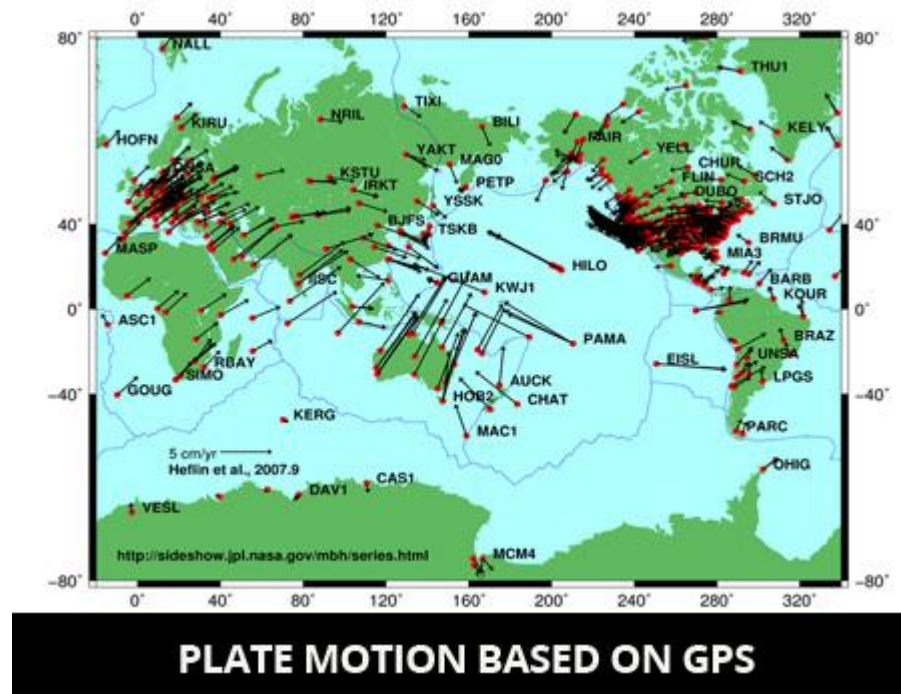 0° 40° 80° 120° 160° 200° 240° 280° 320°
80°
NALL
THU1
TIXI
NRIL
BILI
KIRU
HOFN
FAIR
KELY
YAKT
YELL
MAG0
CHUR
KSTU
PETP
FLIN
SCH2
IRKT
DUBO
YSSK
STJO
40°
BJFS
TSKB
MASP
BRMU
MIA3
HILO
IISC
GUAM
BARB
KWJ1
KOUR
0°
0°
ASC1
PAMA
BRAZ
EISL
UNSA
RBAY
SIMO
AUCK
LPGS
GOUG
HOB2
CHAT
−40°
−40°
KERG
PARC
MAC1
5 cm/yr
Heflin et al., 2007.9
OHIG
CAS1
DAV1
VESL
http://sideshow.jpl.nasa.gov/mbh/series.html
MCM4
−80°
−80°
0° 40° 80° 120° 160° 200° 240° 280° 320°
PLATE MOTION BASED ON GPS